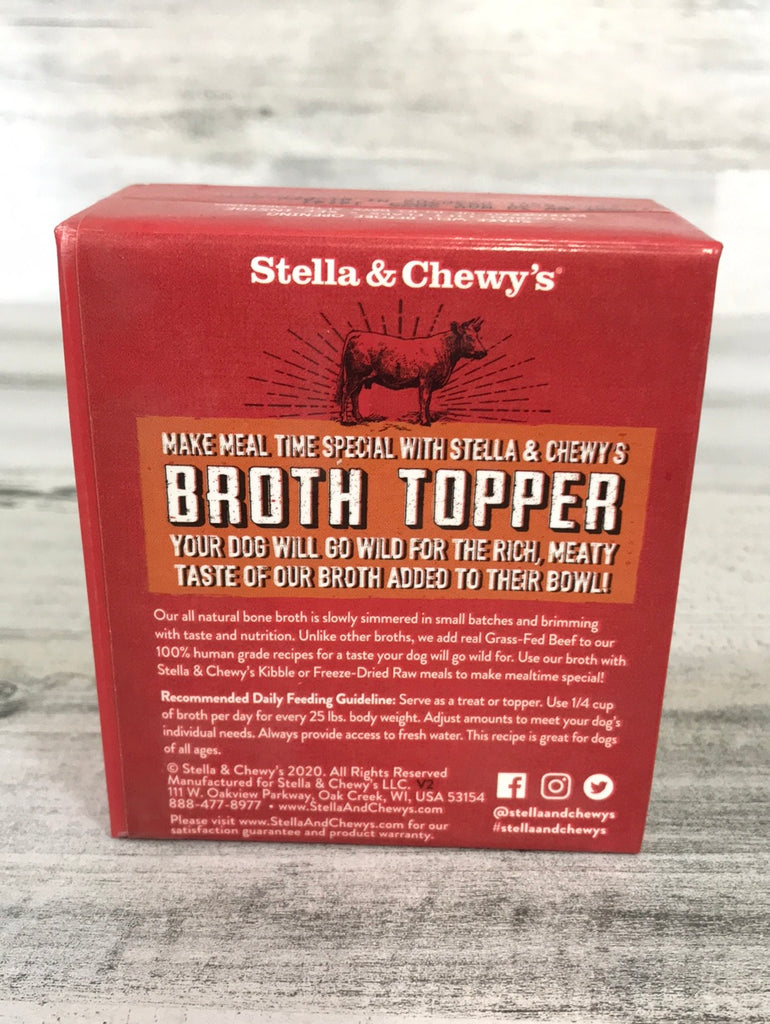 Stella & Chewy's®
MAKE MEAL TIME SPECIAL WITH STELLA & CHEWY'S
BROTH TOPPER
YOUR DOG WILL GO WILD FOR THE RICH, MEATY
TASTE OF OUR BROTH ADDED TO THEIR BOWL!
Our all natural bone broth is slowly simmered in small batches and brimming
with taste and nutrition. Unlike other broths, we add real Grass-Fed Beef to our
100% human grade recipes for a taste your dog will go wild for. Use our broth with
Stella & Chewy's Kibble or Freeze-Dried Raw meals to make mealtime special!
Recommended Daily Feeding Guideline: Serve as a treat or topper. Use 1/4 cup
of broth per day for every 25 lbs. body weight. Adjust amounts to meet your dog's
individual needs. Always provide access to fresh water. This recipe is great for dogs
of all ages.
© Stella & Chewy's 2020. All Rights Reserved
Manufactured for Stella & Chewy's LLC. V2
111 W. Oakview Parkway, Oak Creek, WI, USA 53154
888-477-8977 • www.StellaAndChewys.com
Please visit www.StellaAndChewys.com for our
satisfaction guarantee and product warranty.
@stellaandchewys
#stellaandchewys